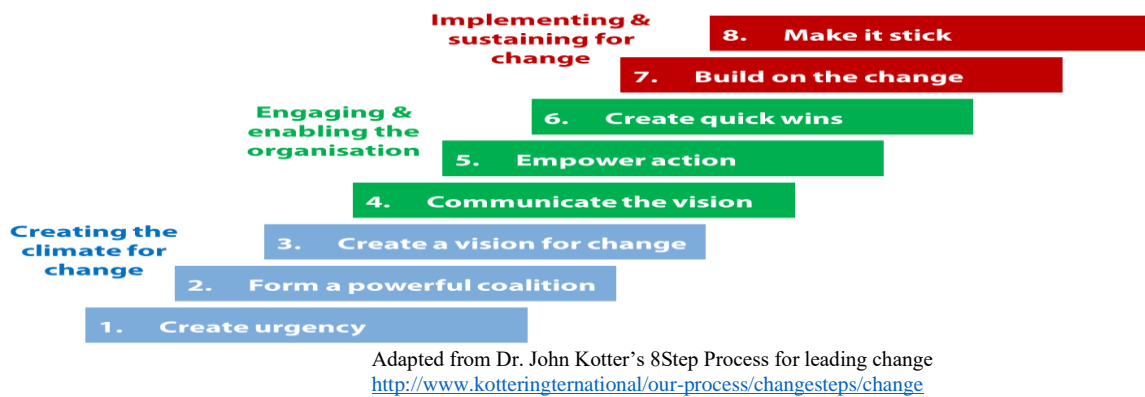 Implementing &
sustaining for
change
8. Make it stick
7. Build on the change
Engaging &
enabling the
organisation
6. Create quick wins
5. Empower action
4. Communicate the vision
Creating the
climate for
change
3. Create a vision for change
2. Form a powerful coalition
1. Create urgency
Adapted from Dr. John Kotter’s 8Step Process for leading change
http://www.kotteringternational/our-process/changesteps/change